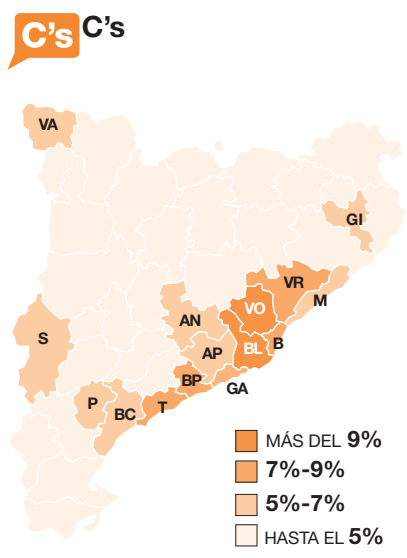 C's C's
VA
GI
VR
M
VO
AN
S
B
AP
BL
BP
GA
P
BC
T
MÁS DEL 9%
7%-9%
5%-7%
HASTA EL 5%